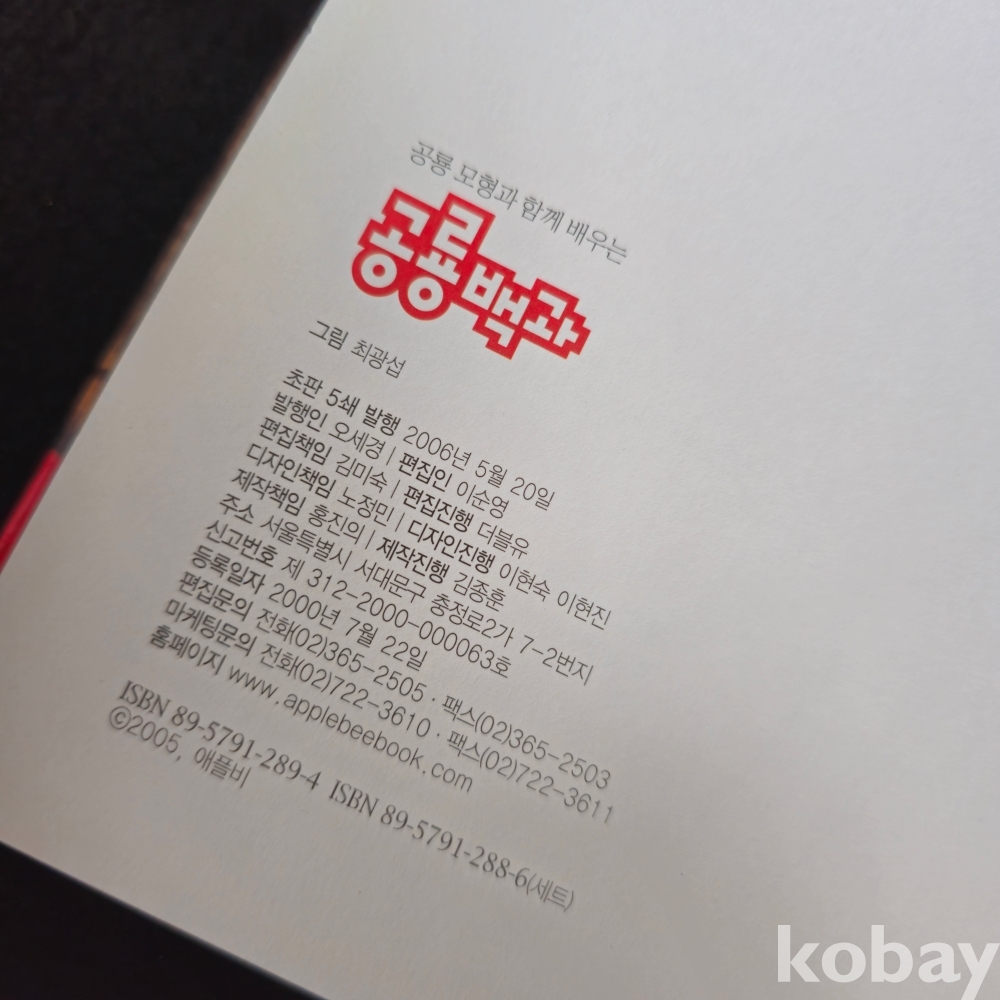 공룡 모형과 함께 배우는
공룡백과
그림 최광섭
초판 5쇄 발행 2006년 5월 20일
발행인 오세경 | 편집인 이순영
편집책임 김미숙 | 편집진행 더블유
디자인책임 노정민 | 디자인진행 이현숙 이현진
제작책임 홍진의 | 제작진행 김종훈
주소 서울특별시 서대문구 충정로2가 7-2번지
신고번호 제 312-2000-000063호
등록일자 2000년 7월 22일
편집문의 전화(02)365-2505 · 팩스(02)365-2503
마케팅문의 전화(02)722-3610 · 팩스(02)722-3611
홈페이지 www.applebeebook.com
ISBN 89-5791-289-4 ISBN 89-5791-288-6(세트)
©2005, 애플비
kobay